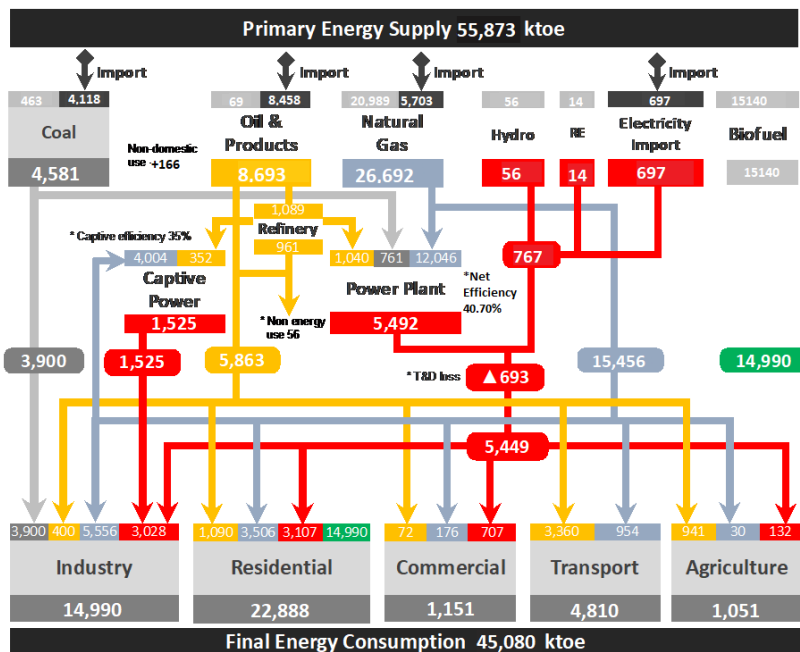 Primary Energy Supply 55,873 ktoe
Import Import Import Import
463 4,118 69 8,458 20,989 5,703 56 14 697 15140
Coal Oil & Products Natural Gas Hydro RE Electricity Import Biofuel
Non-domestic use +166
4,581 8,693 26,692 56 14 697 15140
1,089
* Captive efficiency 35% Refinery
4,004 352 961 1,040 761 12,046 767
Captive Power Power Plant *Net Efficiency 40.70%
1,525 * Non energy use 56 5,492
3,900 1,525 5,863 * T&D loss ▲693 15,456 14,990
5,449
3,900 400 5,556 3,028 1,090 3,506 3,107 14,990 72 176 707 3,360 954 941 30 132
Industry Residential Commercial Transport Agriculture
14,990 22,888 1,151 4,810 1,051
Final Energy Consumption 45,080 ktoe